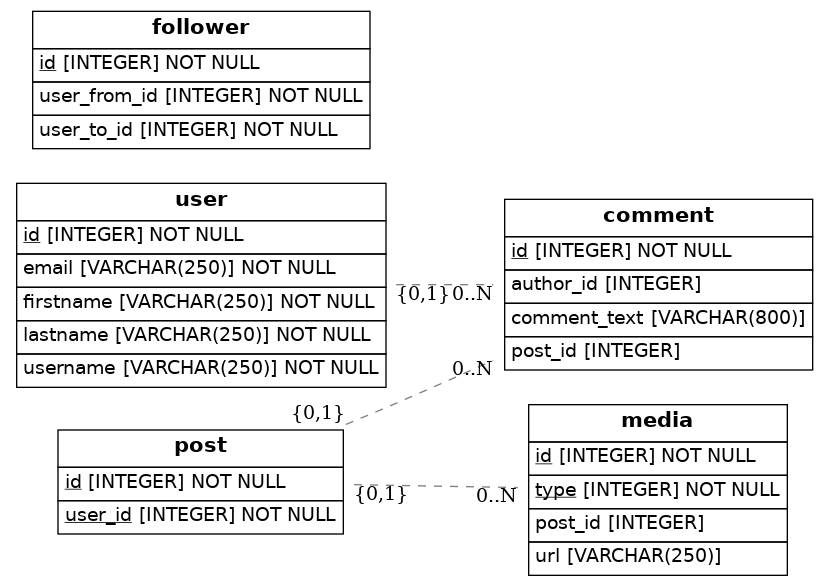 follower
id [INTEGER] NOT NULL
user_from_id [INTEGER] NOT NULL
user_to_id [INTEGER] NOT NULL
user
id [INTEGER] NOT NULL
email [VARCHAR(250)] NOT NULL
firstname [VARCHAR(250)] NOT NULL
lastname [VARCHAR(250)] NOT NULL
username [VARCHAR(250)] NOT NULL
{0,1} 0..N
comment
id [INTEGER] NOT NULL
author_id [INTEGER]
comment_text [VARCHAR(800)]
post_id [INTEGER]
0..N
{0,1}
post
id [INTEGER] NOT NULL
user_id [INTEGER] NOT NULL
{0,1} 0..N
media
id [INTEGER] NOT NULL
type [INTEGER] NOT NULL
post_id [INTEGER]
url [VARCHAR(250)]